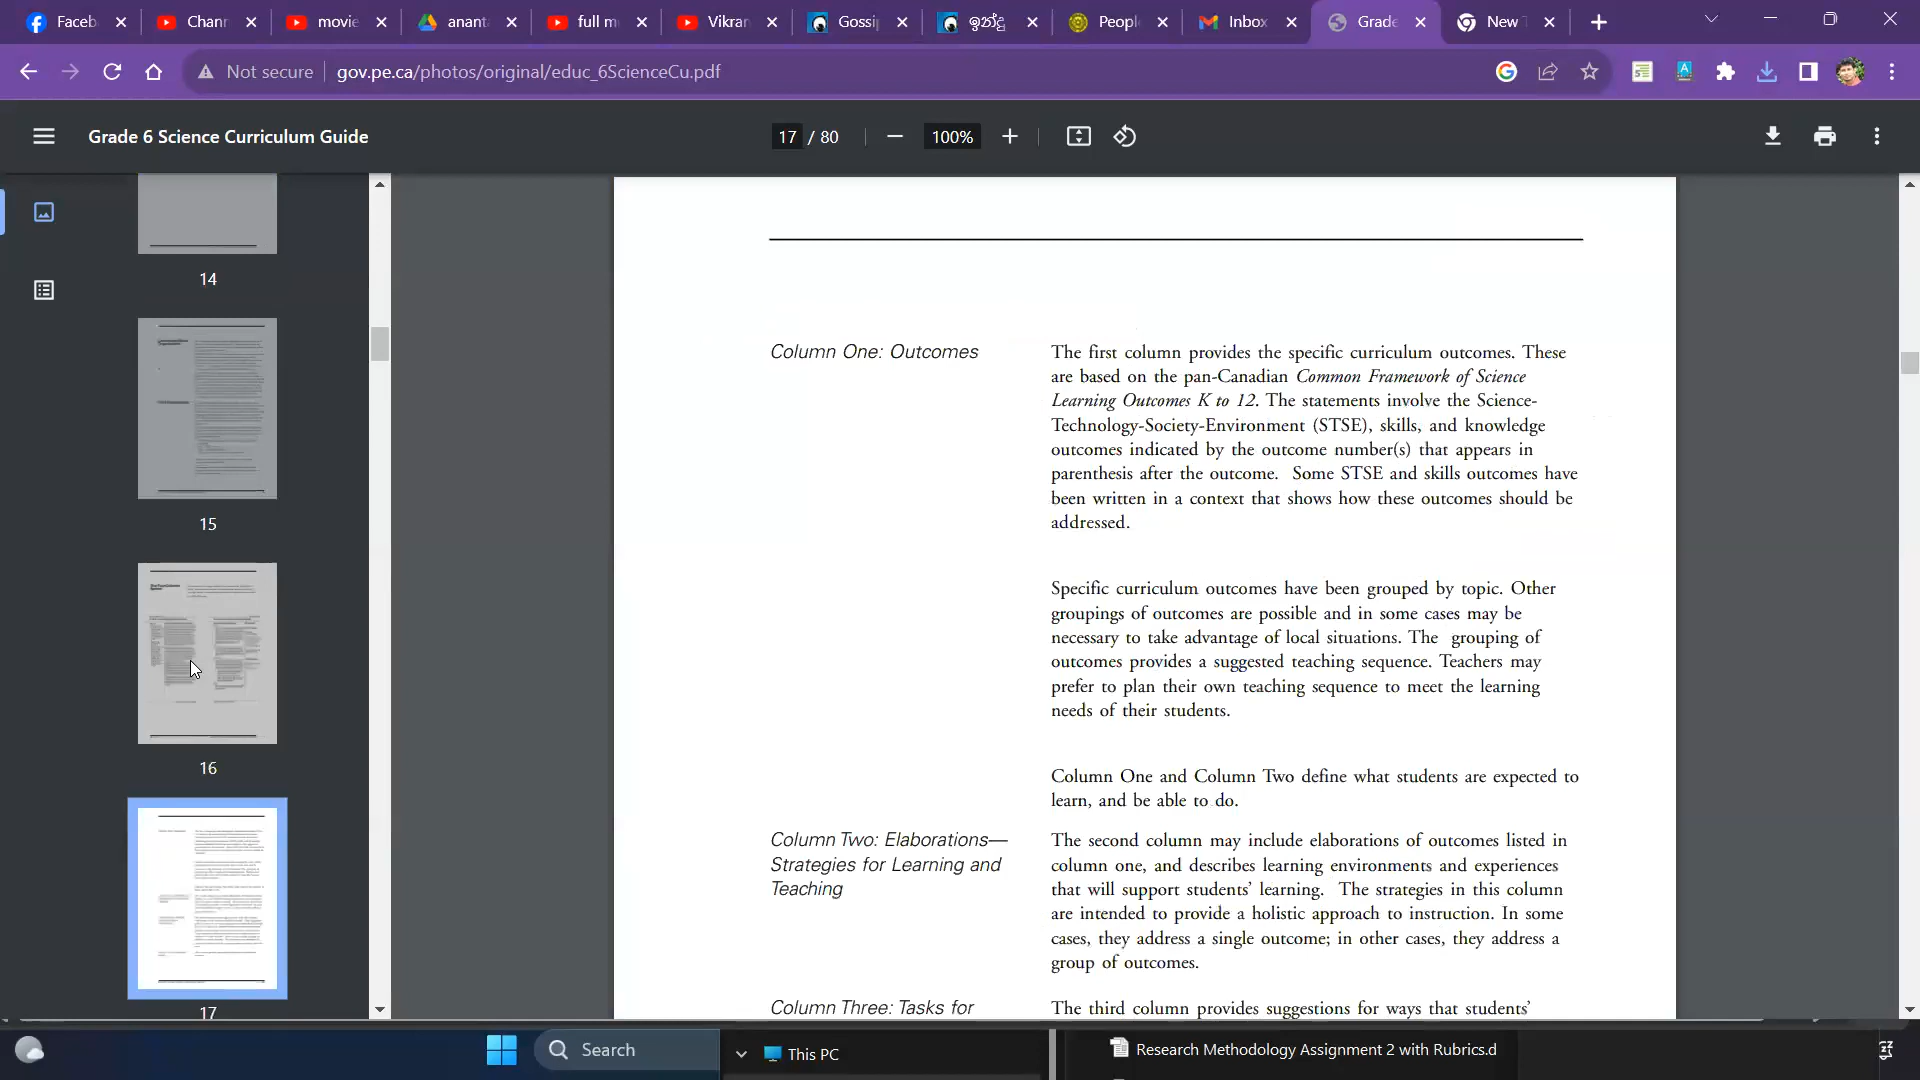 Faceb
Chann
movie
anant
full m
Vikran
Gossip
ඉන්දු
Peopl
Inbox
Grade
New T
Not secure
gov.pe.ca/photos/original/educ_6ScienceCu.pdf
Grade 6 Science Curriculum Guide
17 / 80
100%
14
15
16
17
Column One: Outcomes
The first column provides the specific curriculum outcomes. These
are based on the pan-Canadian Common Framework of Science
Learning Outcomes K to 12. The statements involve the Science-
Technology-Society-Environment (STSE), skills, and knowledge
outcomes indicated by the outcome number(s) that appears in
parenthesis after the outcome. Some STSE and skills outcomes have
been written in a context that shows how these outcomes should be
addressed.
Specific curriculum outcomes have been grouped by topic. Other
groupings of outcomes are possible and in some cases may be
necessary to take advantage of local situations. The grouping of
outcomes provides a suggested teaching sequence. Teachers may
prefer to plan their own teaching sequence to meet the learning
needs of their students.
Column One and Column Two define what students are expected to
learn, and be able to do.
Column Two: Elaborations—
Strategies for Learning and
Teaching
The second column may include elaborations of outcomes listed in
column one, and describes learning environments and experiences
that will support students' learning. The strategies in this column
are intended to provide a holistic approach to instruction. In some
cases, they address a single outcome; in other cases, they address a
group of outcomes.
Column Three: Tasks for
The third column provides suggestions for ways that students'
Search
This PC
Research Methodology Assignment 2 with Rubrics.d